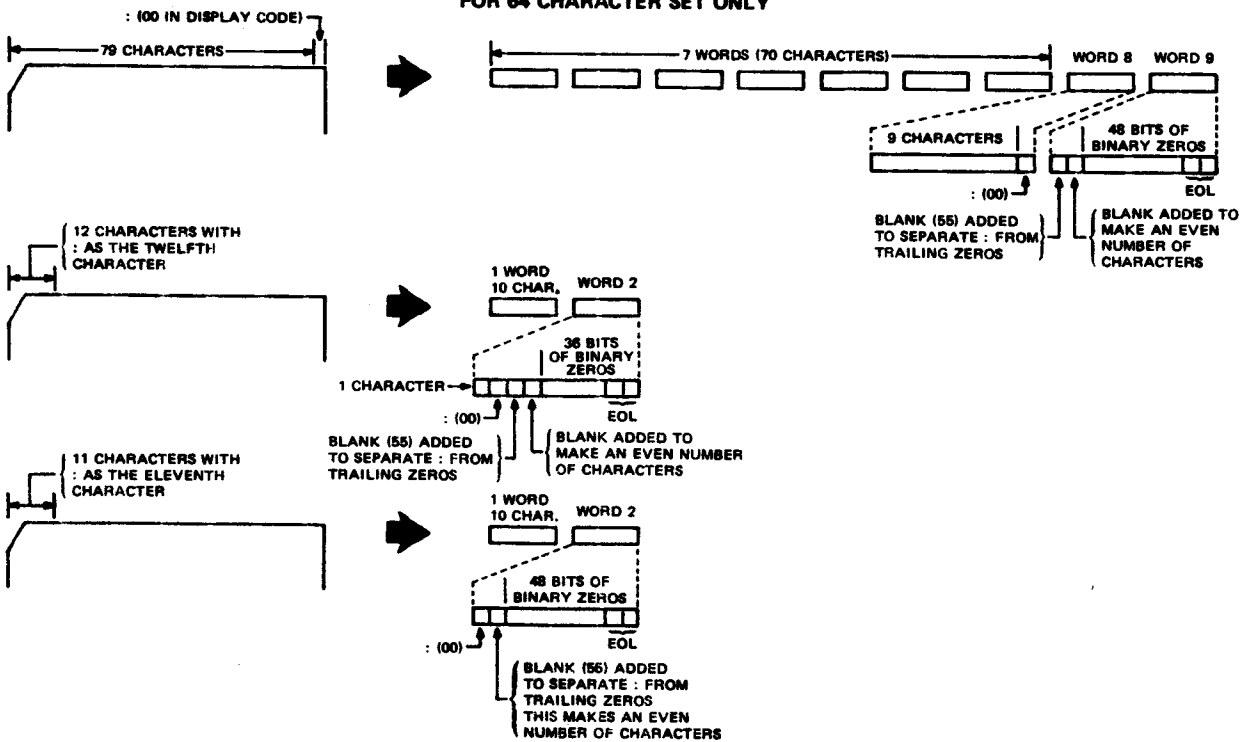 FOR 64 CHARACTER SET ONLY
: (00 IN DISPLAY CODE)
79 CHARACTERS
7 WORDS (70 CHARACTERS)
WORD 8
WORD 9
9 CHARACTERS
48 BITS OF
BINARY ZEROS
: (00)
EOL
BLANK (55) ADDED
TO SEPARATE : FROM
TRAILING ZEROS
BLANK ADDED TO
MAKE AN EVEN
NUMBER OF
CHARACTERS
12 CHARACTERS WITH
: AS THE TWELFTH
CHARACTER
1 WORD
10 CHAR.
WORD 2
36 BITS
OF BINARY
ZEROS
1 CHARACTER
: (00)
EOL
BLANK (55) ADDED
TO SEPARATE : FROM
TRAILING ZEROS
BLANK ADDED TO
MAKE AN EVEN NUMBER
OF CHARACTERS
11 CHARACTERS WITH
: AS THE ELEVENTH
CHARACTER
1 WORD
10 CHAR.
WORD 2
48 BITS OF
BINARY ZEROS
: (00)
EOL
BLANK (55) ADDED
TO SEPARATE : FROM
TRAILING ZEROS
THIS MAKES AN EVEN
NUMBER OF CHARACTERS